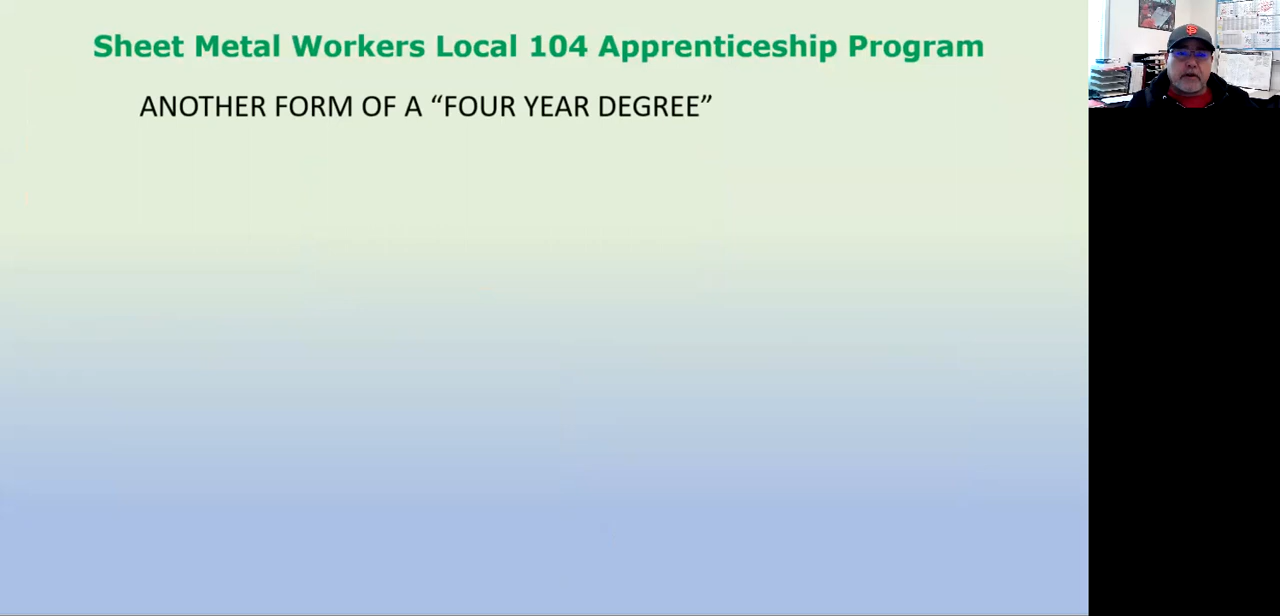 Sheet Metal Workers Local 104 Apprenticeship Program
ANOTHER FORM OF A “FOUR YEAR DEGREE”